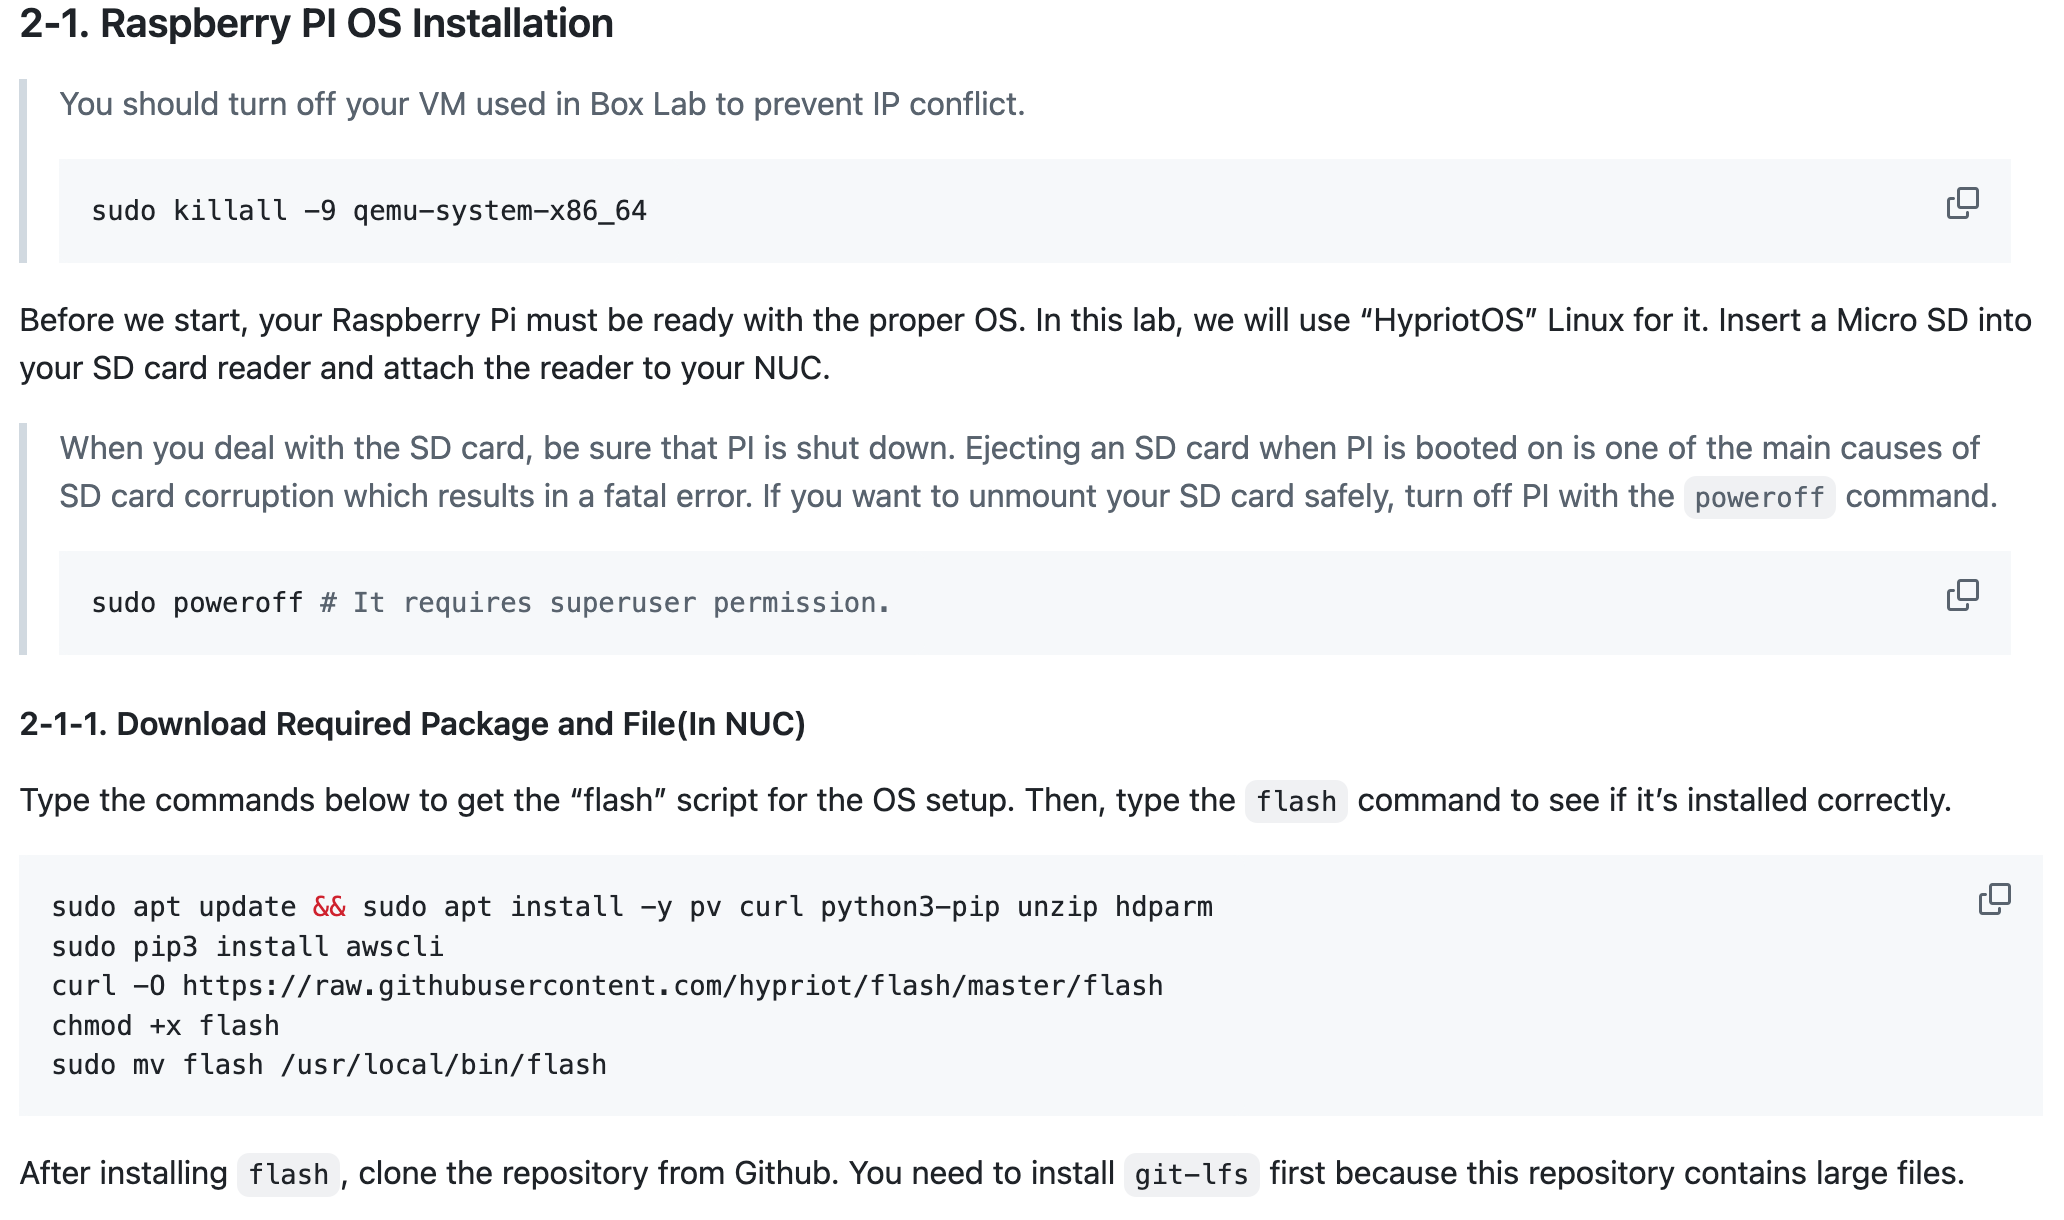 2-1. Raspberry PI OS Installation
You should turn off your VM used in Box Lab to prevent IP conflict.
sudo killall -9 qemu-system-x86_64
Before we start, your Raspberry Pi must be ready with the proper OS. In this lab, we will use “HypriotOS” Linux for it. Insert a Micro SD into
your SD card reader and attach the reader to your NUC.
When you deal with the SD card, be sure that PI is shut down. Ejecting an SD card when PI is booted on is one of the main causes of
SD card corruption which results in a fatal error. If you want to unmount your SD card safely, turn off PI with the poweroff command.
sudo poweroff # It requires superuser permission.
2-1-1. Download Required Package and File(In NUC)
Type the commands below to get the “flash” script for the OS setup. Then, type the flash command to see if it’s installed correctly.
sudo apt update && sudo apt install -y pv curl python3-pip unzip hdparm
sudo pip3 install awscli
curl -O https://raw.githubusercontent.com/hypriot/flash/master/flash
chmod +x flash
sudo mv flash /usr/local/bin/flash
After installing flash, clone the repository from Github. You need to install git-lfs first because this repository contains large files.